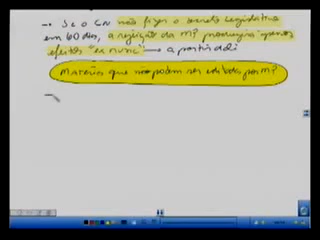 → Se o CN não fizer o decreto legislativo
em 60 dias, a rejeição da MP produzirá apenas
efeitos "ex nunc" → a partir dali
Matérias que não podem ser editadas por MP